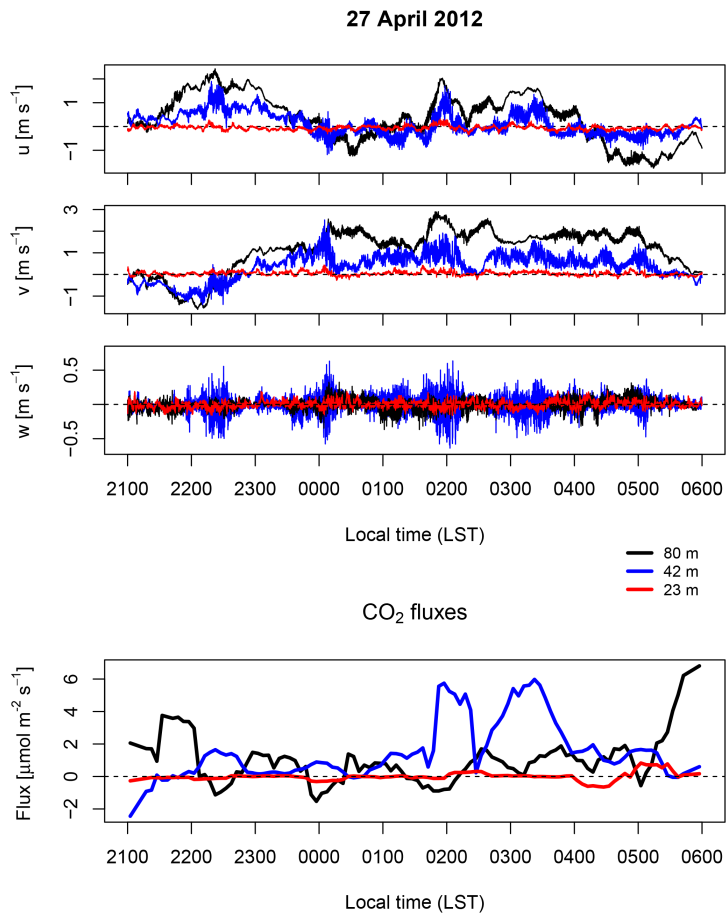 27 April 2012
u [m s⁻¹]
1
−1
v [m s⁻¹]
3
1
−1
w [m s⁻¹]
0.5
−0.5
2100 2200 2300 0000 0100 0200 0300 0400 0500 0600
Local time (LST)
80 m
42 m
23 m
CO₂ fluxes
Flux [μmol m⁻² s⁻¹]
6
4
2
0
−2
2100 2200 2300 0000 0100 0200 0300 0400 0500 0600
Local time (LST)